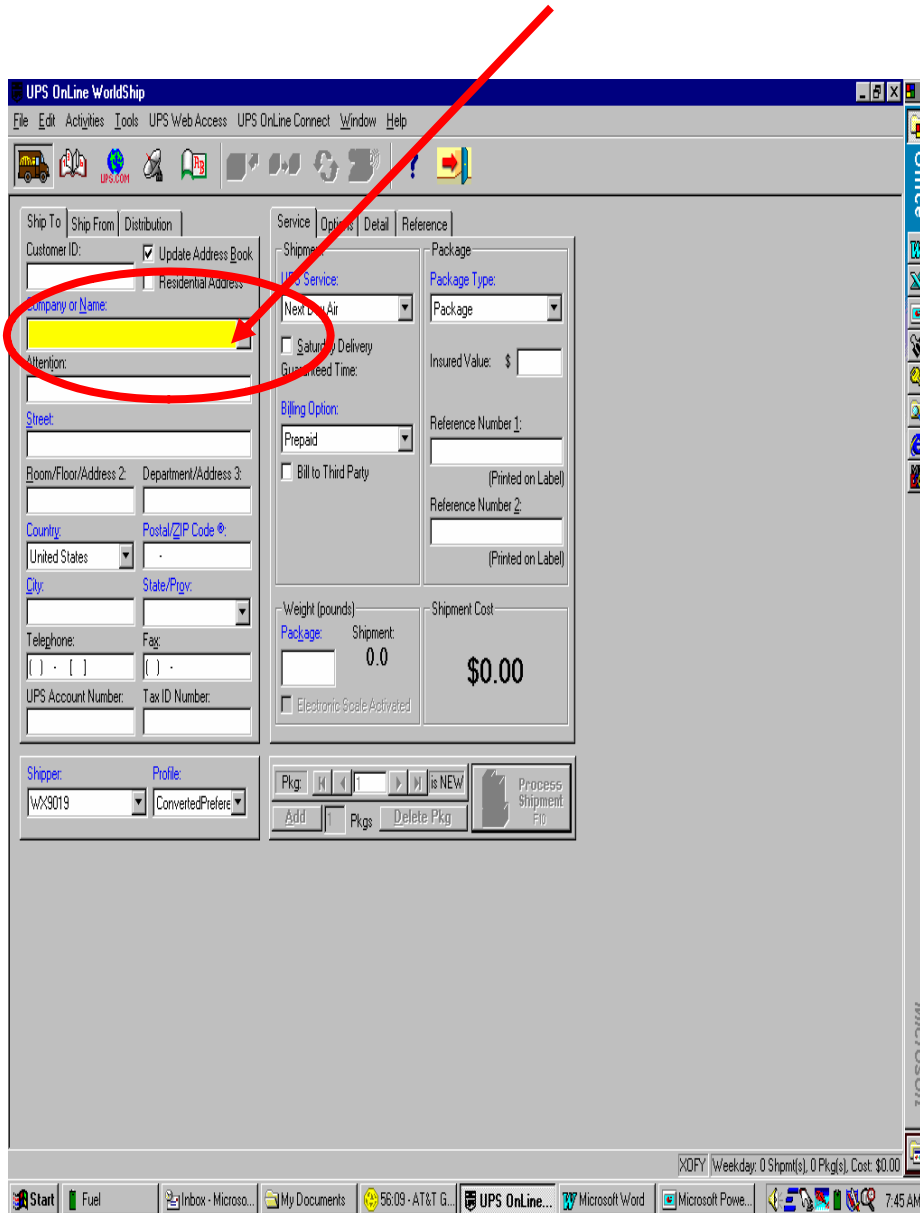 UPS OnLine WorldShip
File Edit Activities Tools UPS Web Access UPS OnLine Connect Window Help
UPS.COM
Office
Ship To Ship From Distribution
Customer ID:
Update Address Book
Residential Address
Company or Name:
Attention:
Street:
Room/Floor/Address 2: Department/Address 3:
Country: Postal/ZIP Code ®:
United States -
City: State/Prov:
Telephone: Fax:
( ) - [ ] ( ) -
UPS Account Number: Tax ID Number:
Shipper: Profile:
WX9019 ConvertedPrefere
Service Options Detail Reference
Shipment
UPS Service:
Next Day Air
Saturday Delivery
Guaranteed Time:
Billing Option:
Prepaid
Bill to Third Party
Package
Package Type:
Package
Insured Value: $
Reference Number 1:
(Printed on Label)
Reference Number 2:
(Printed on Label)
Weight (pounds)
Package: Shipment:
0.0
Electronic Scale Activated
Shipment Cost
$0.00
Pkg: 1 is NEW
Add 1 Pkgs Delete Pkg
Process
Shipment
F10
Microsoft
XOFY Weekday: 0 Shpmt(s), 0 Pkg(s), Cost: $0.00
Start Fuel Inbox - Microso... My Documents 56:09 - AT&T G... UPS OnLine... Microsoft Word Microsoft Powe... 7:45 AM